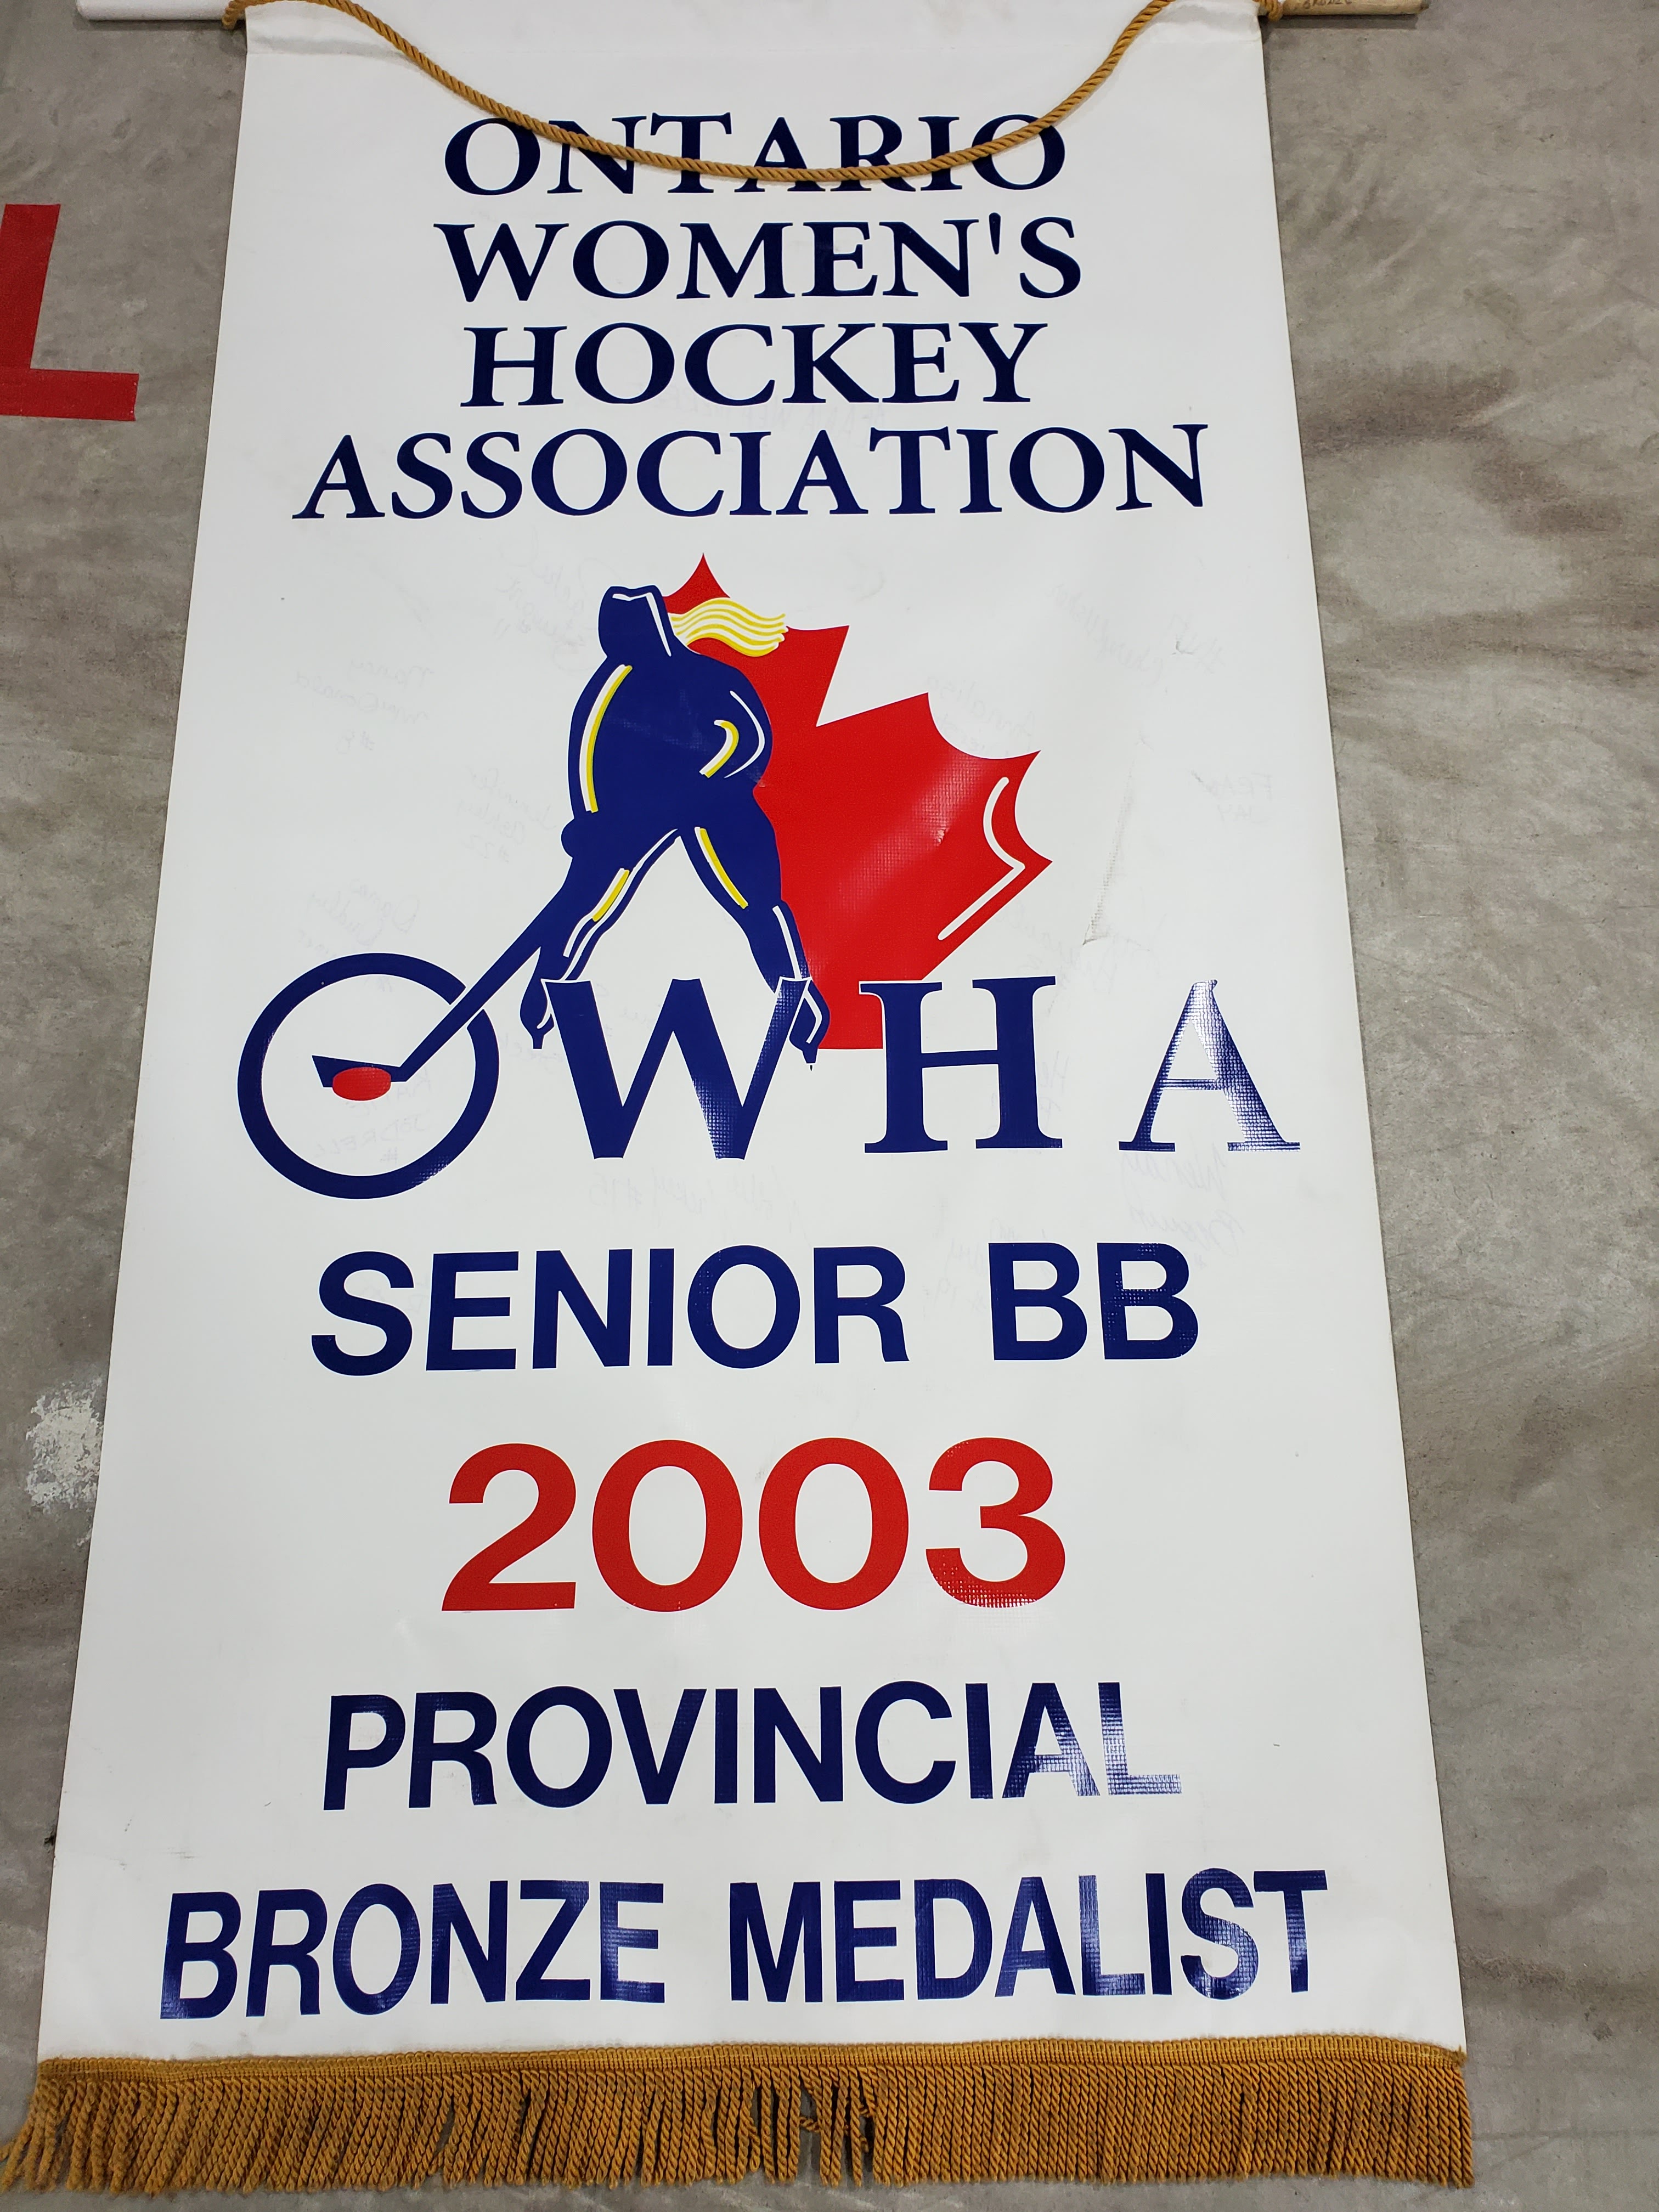 ONTARIO
WOMEN'S
HOCKEY
ASSOCIATION
OWHA
SENIOR BB
2003
PROVINCIAL
BRONZE MEDALIST
L